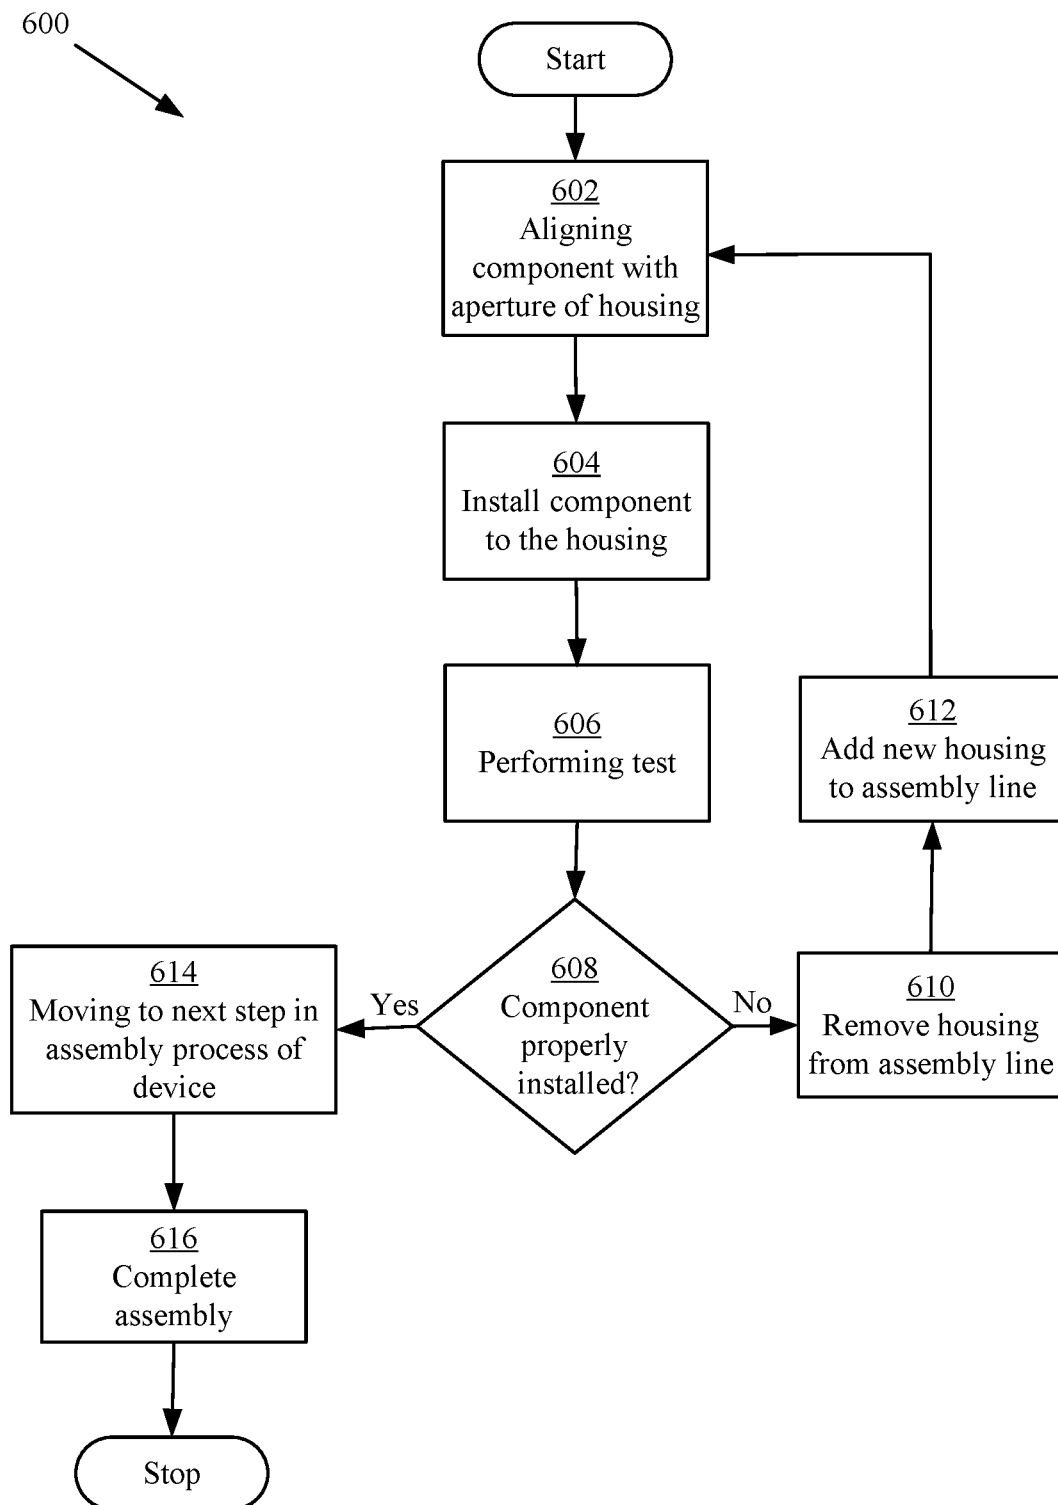 600
Start
602
Aligning
component with
aperture of housing
604
Install component
to the housing
606
Performing test
612
Add new housing
to assembly line
608
Component
properly
installed?
Yes
No
614
Moving to next step in
assembly process of
device
610
Remove housing
from assembly line
616
Complete
assembly
Stop